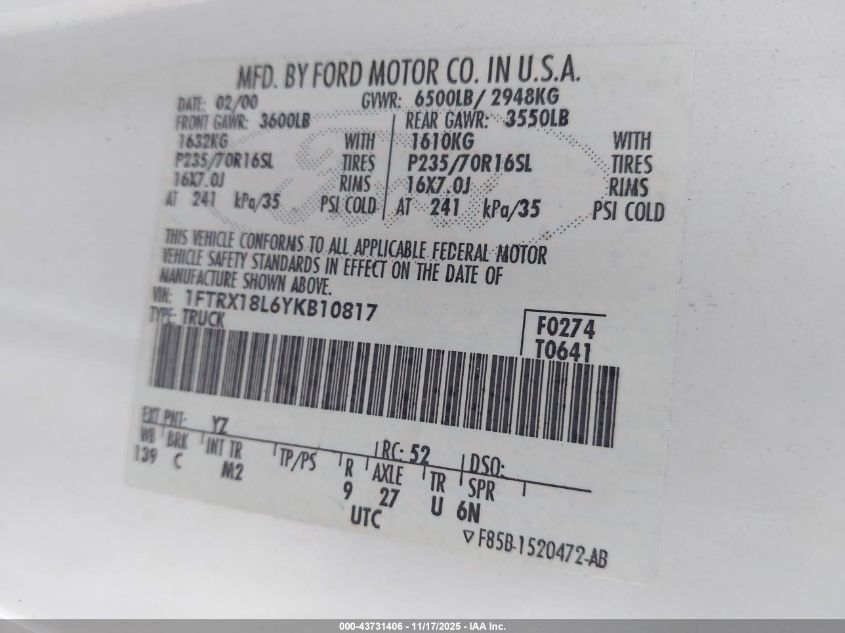 MFD. BY FORD MOTOR CO. IN U.S.A.
DATE: 02/00 GVWR: 6500LB/ 2948KG
FRONT GAWR: 3600LB REAR GAWR: 3550LB
1632KG WITH 1610KG WITH
P235/70R16SL TIRES P235/70R16SL TIRES
16X7.0J RIMS 16X7.0J RIMS
AT 241 kPa/35 PSI COLD AT 241 kPa/35 PSI COLD
THIS VEHICLE CONFORMS TO ALL APPLICABLE FEDERAL MOTOR
VEHICLE SAFETY STANDARDS IN EFFECT ON THE DATE OF
MANUFACTURE SHOWN ABOVE.
VIN: 1FTRX18L6YKB10817
TYPE: TRUCK
F0274
T0641
EXT PNT: YZ RC: 52 DSO:
WB BRK INT TR TP/PS R AXLE TR SPR
139 C M2 9 27 U 6N
UTC
▽ F85B-1520472-AB
000-43731406 - 11/17/2025 - IAA Inc.